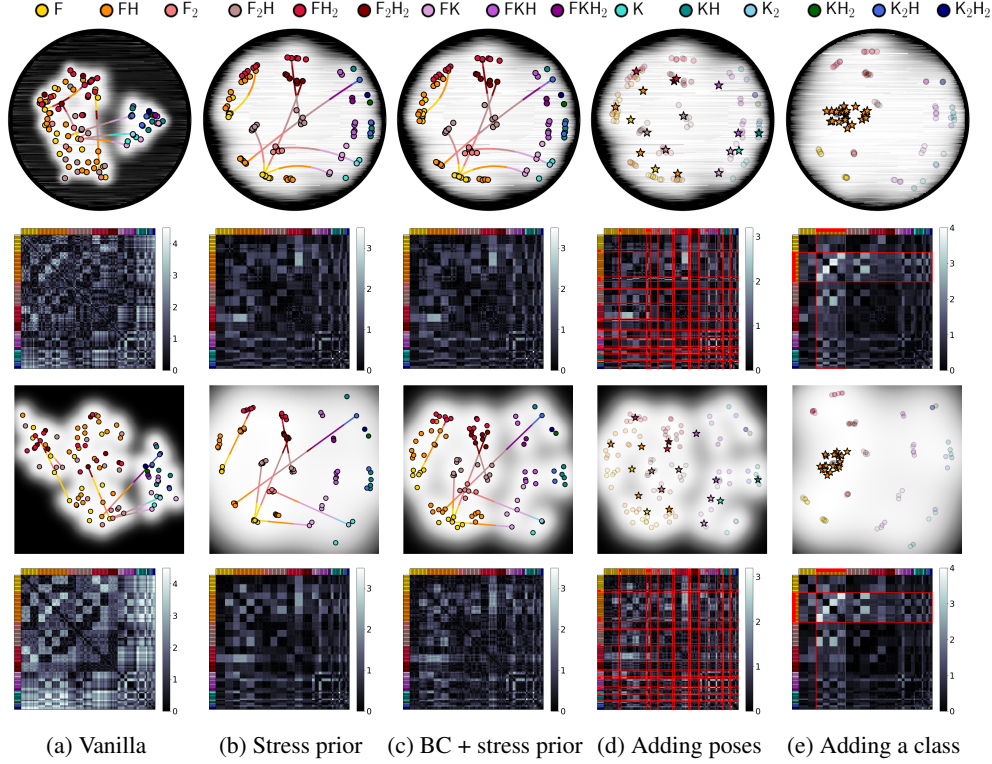 F FH F₂ F₂H FH₂ F₂H₂ FK FKH FKH₂ K KH K₂ KH₂ K₂H K₂H₂
4 3 2 1 0
3 2 1 0
3 2 1 0
3 2 1 0
4 3 2 1 0
4 3 2 1 0
3 2 1 0
3 2 1 0
3 2 1 0
4 3 2 1 0
(a) Vanilla (b) Stress prior (c) BC + stress prior (d) Adding poses (e) Adding a class